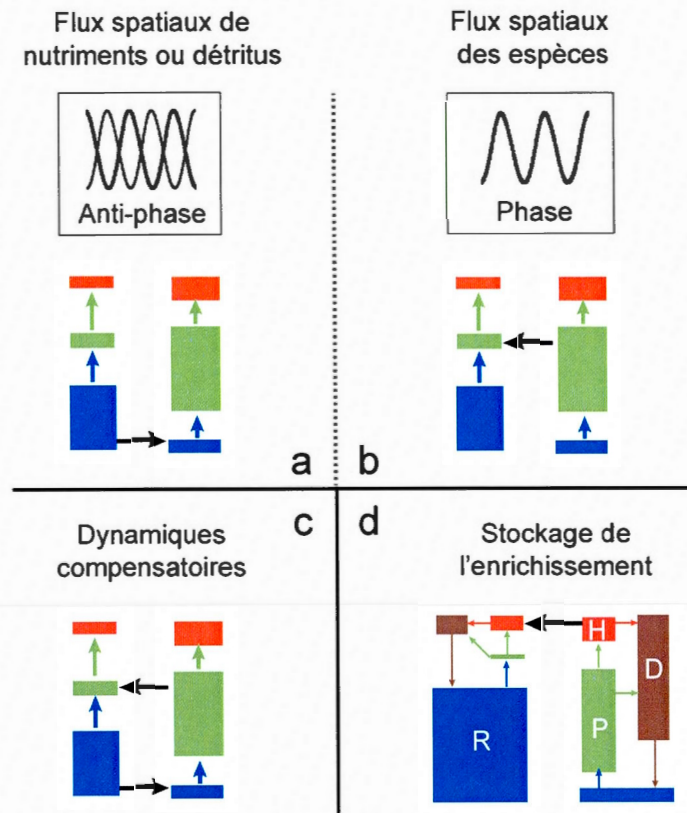 Flux spatiaux de
nutriments ou détritus
Flux spatiaux
des espèces
Anti-phase
Phase
a
b
c
d
Dynamiques
compensatoires
Stockage de
l'enrichissement
H
D
R
P